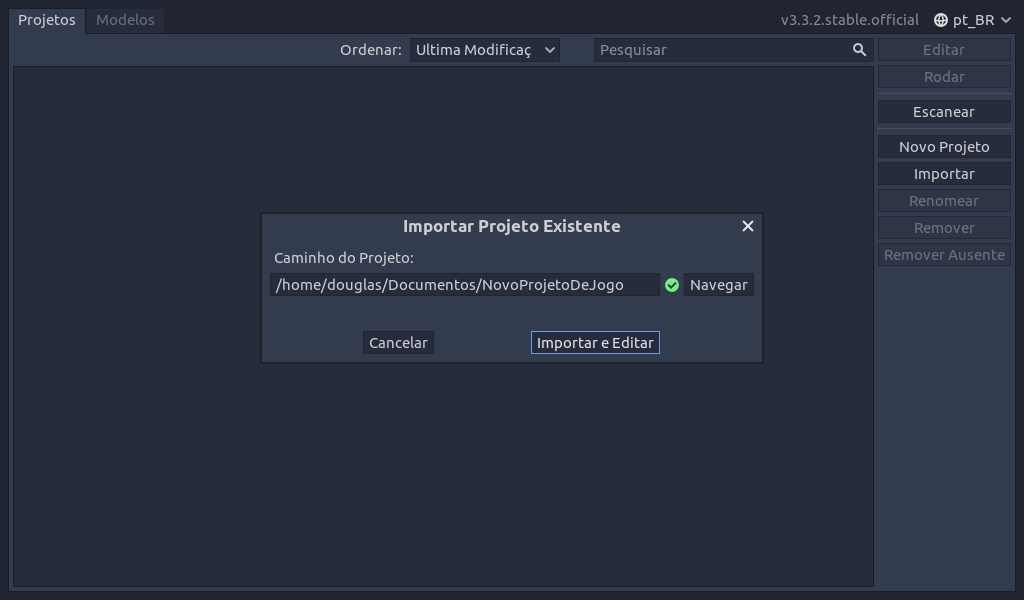 Projetos Modelos v3.3.2.stable.official pt_BR
Ordenar: Ultima Modificaç Pesquisar Editar
Rodar
Escanear
Novo Projeto
Importar
Renomear
Remover
Remover Ausente
Importar Projeto Existente
Caminho do Projeto:
/home/douglas/Documentos/NovoProjetoDeJogo Navegar
Cancelar Importar e Editar